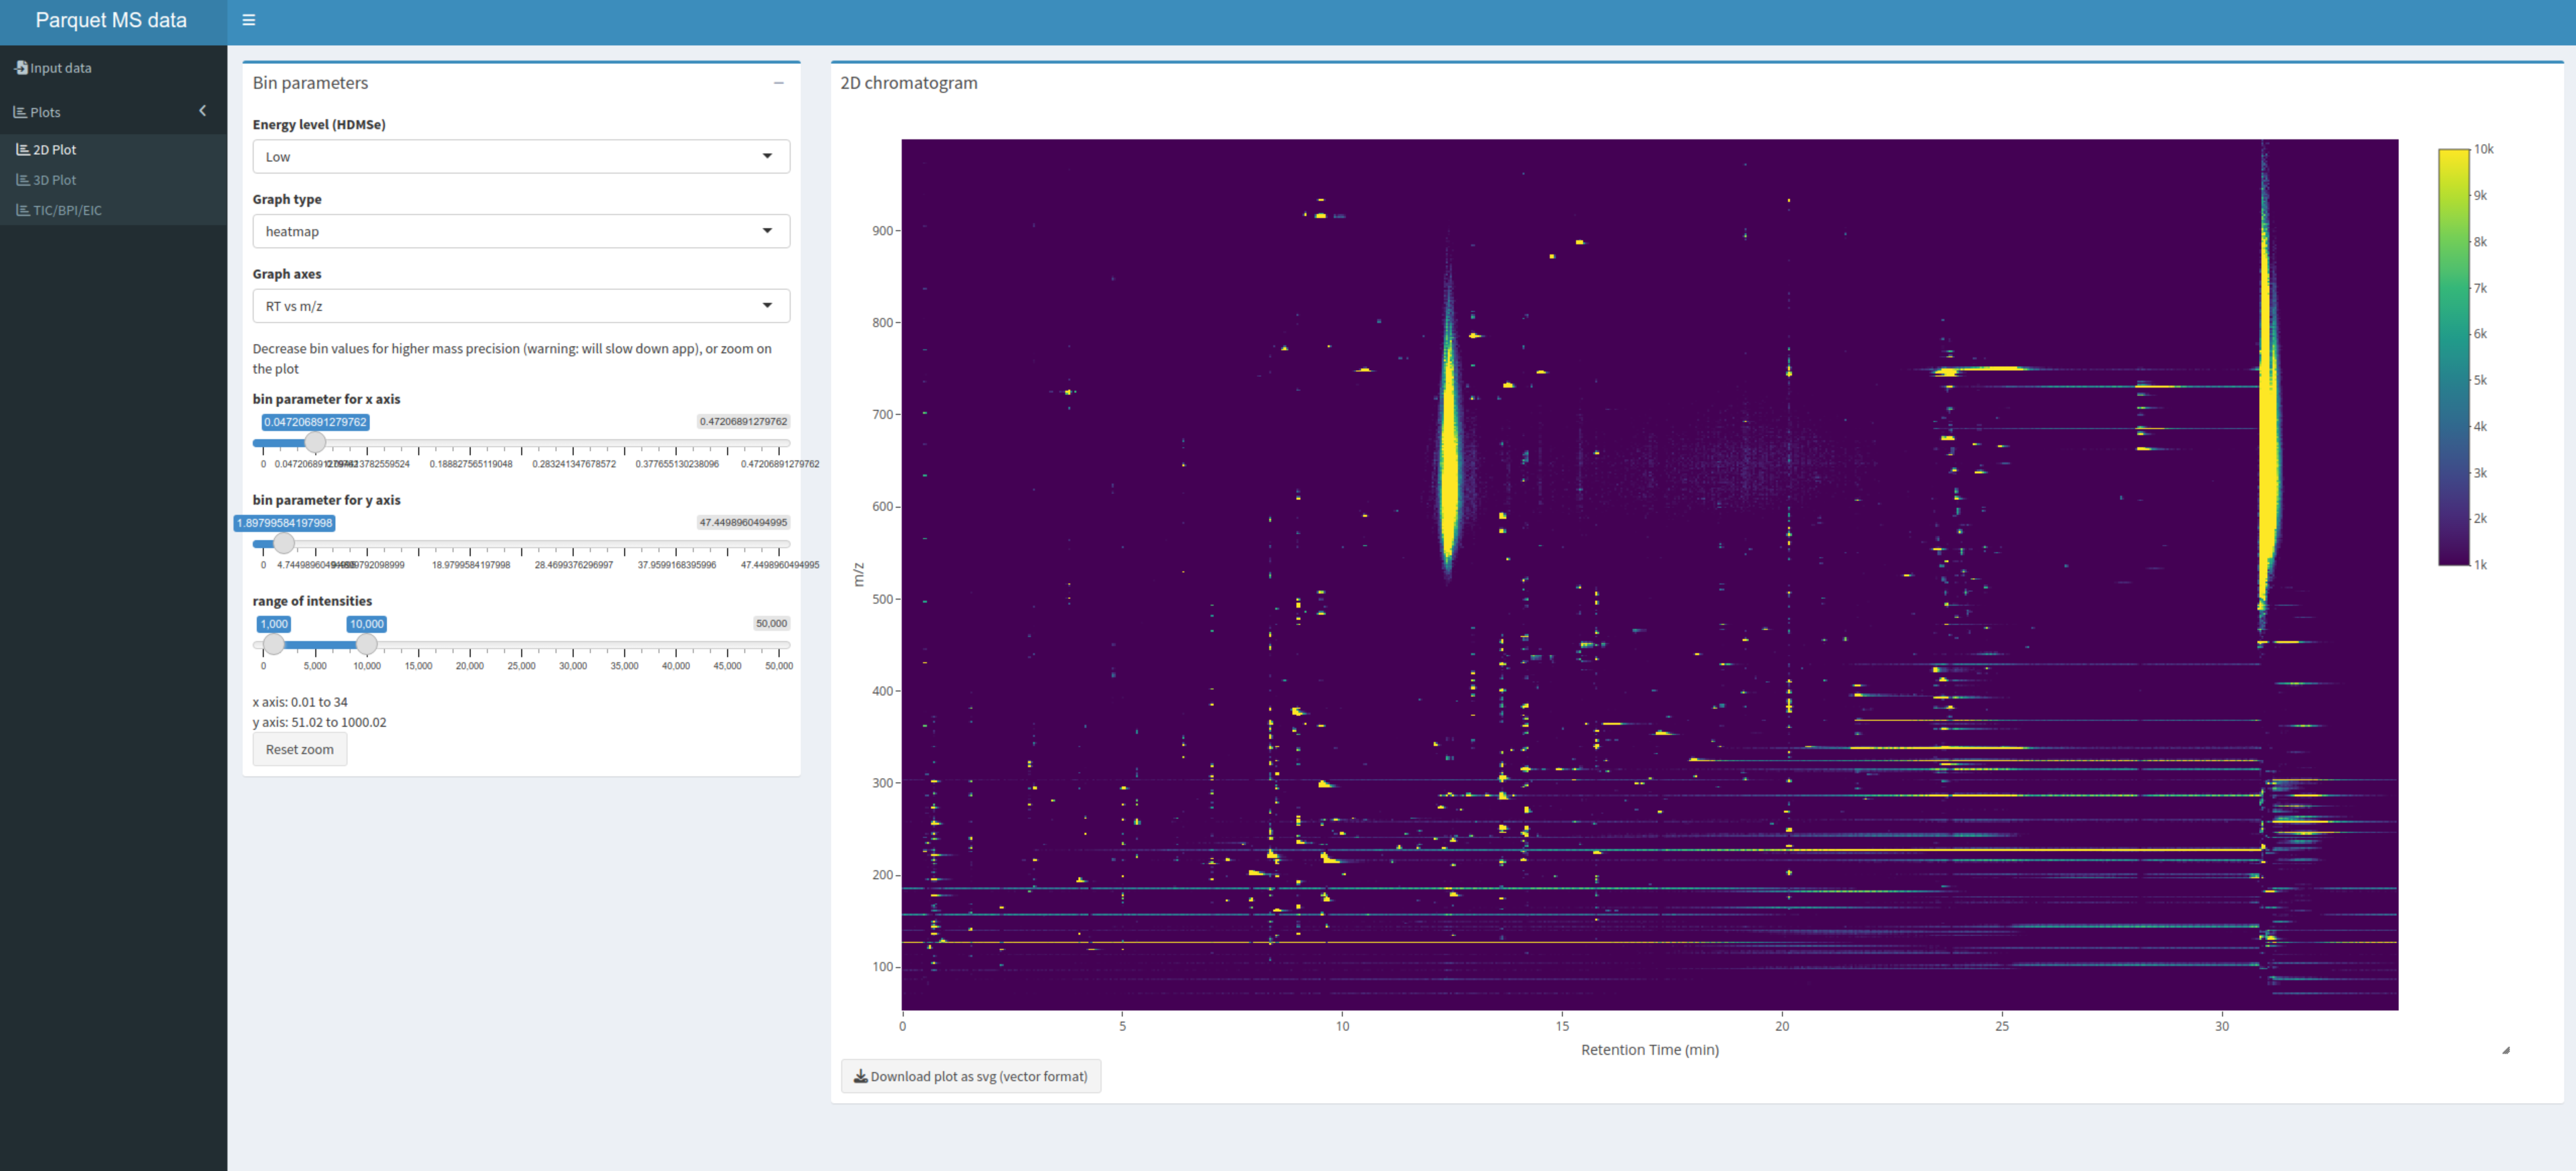 Parquet MS data
Input data
Plots
2D Plot
3D Plot
TIC/BPI/EIC
Bin parameters
Energy level (HDMSe)
Low
Graph type
heatmap
Graph axes
RT vs m/z
Decrease bin values for higher mass precision (warning: will slow down app), or zoom on
the plot
bin parameter for x axis
0.047206891279762
0.47206891279762
0 0.188827565119048 0.283241347678572 0.377655130238096 0.47206891279762
bin parameter for y axis
1.89799584197998
47.4498960494995
0 18.9799584197998 28.4699376296997 37.9599168395996 47.4498960494995
range of intensities
1,000 10,000 50,000
0 5,000 10,000 15,000 20,000 25,000 30,000 35,000 40,000 45,000 50,000
x axis: 0.01 to 34
y axis: 51.02 to 1000.02
Reset zoom
2D chromatogram
900
800
700
600
500
400
300
200
100
m/z
0 5 10 15 20 25 30
Retention Time (min)
10k
9k
8k
7k
6k
5k
4k
3k
2k
1k
Download plot as svg (vector format)